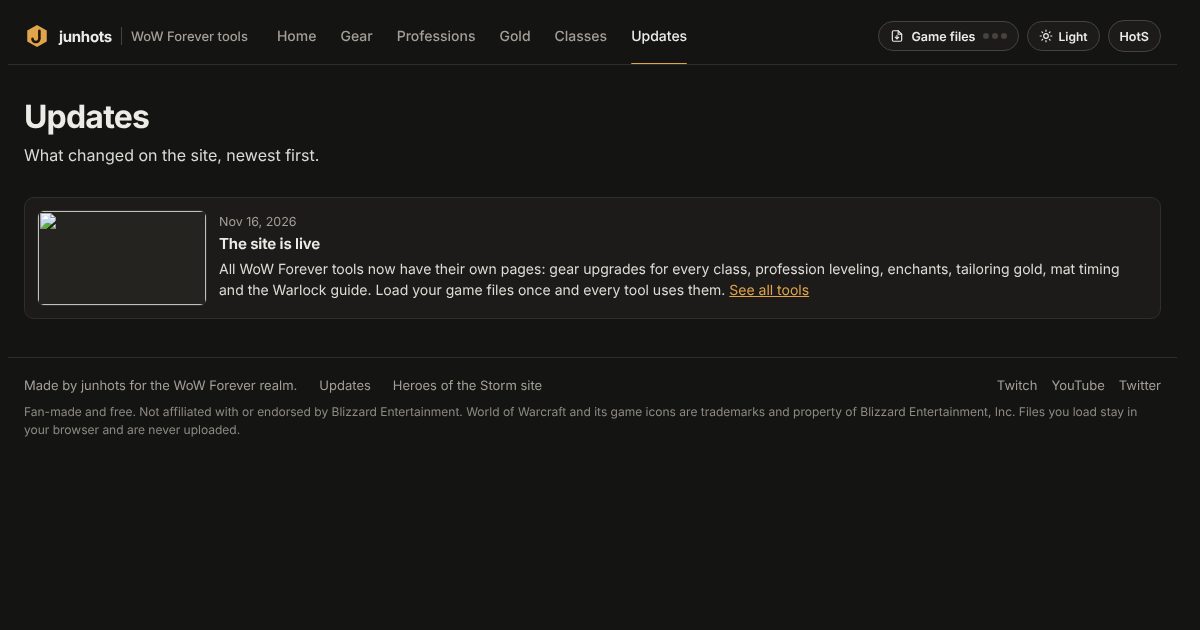 junhots
WoW Forever tools
Home
Gear
Professions
Gold
Classes
Updates
Game files
Light
HotS
Updates
What changed on the site, newest first.
Nov 16, 2026
The site is live
All WoW Forever tools now have their own pages: gear upgrades for every class, profession leveling, enchants, tailoring gold, mat timing
and the Warlock guide. Load your game files once and every tool uses them. See all tools
Made by junhots for the WoW Forever realm.
Updates
Heroes of the Storm site
Twitch
YouTube
Twitter
Fan-made and free. Not affiliated with or endorsed by Blizzard Entertainment. World of Warcraft and its game icons are trademarks and property of Blizzard Entertainment, Inc. Files you load stay in
your browser and are never uploaded.